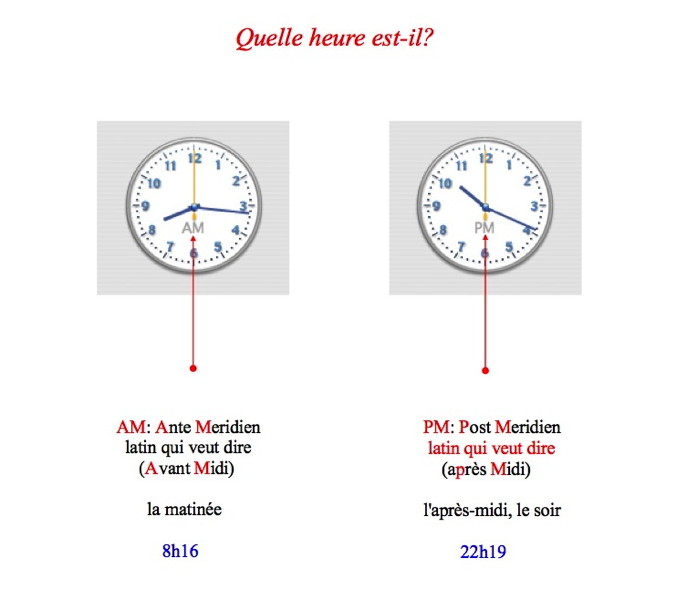 Quelle heure est-il?
12
11 1
10 2
9 3
8 4
7 5
6
AM
12
11 1
10 2
9 3
8 4
7 5
6
PM
AM: Ante Meridien
latin qui veut dire
(Avant Midi)
la matinée
8h16
PM: Post Meridien
latin qui veut dire
(après Midi)
l'après-midi, le soir
22h19